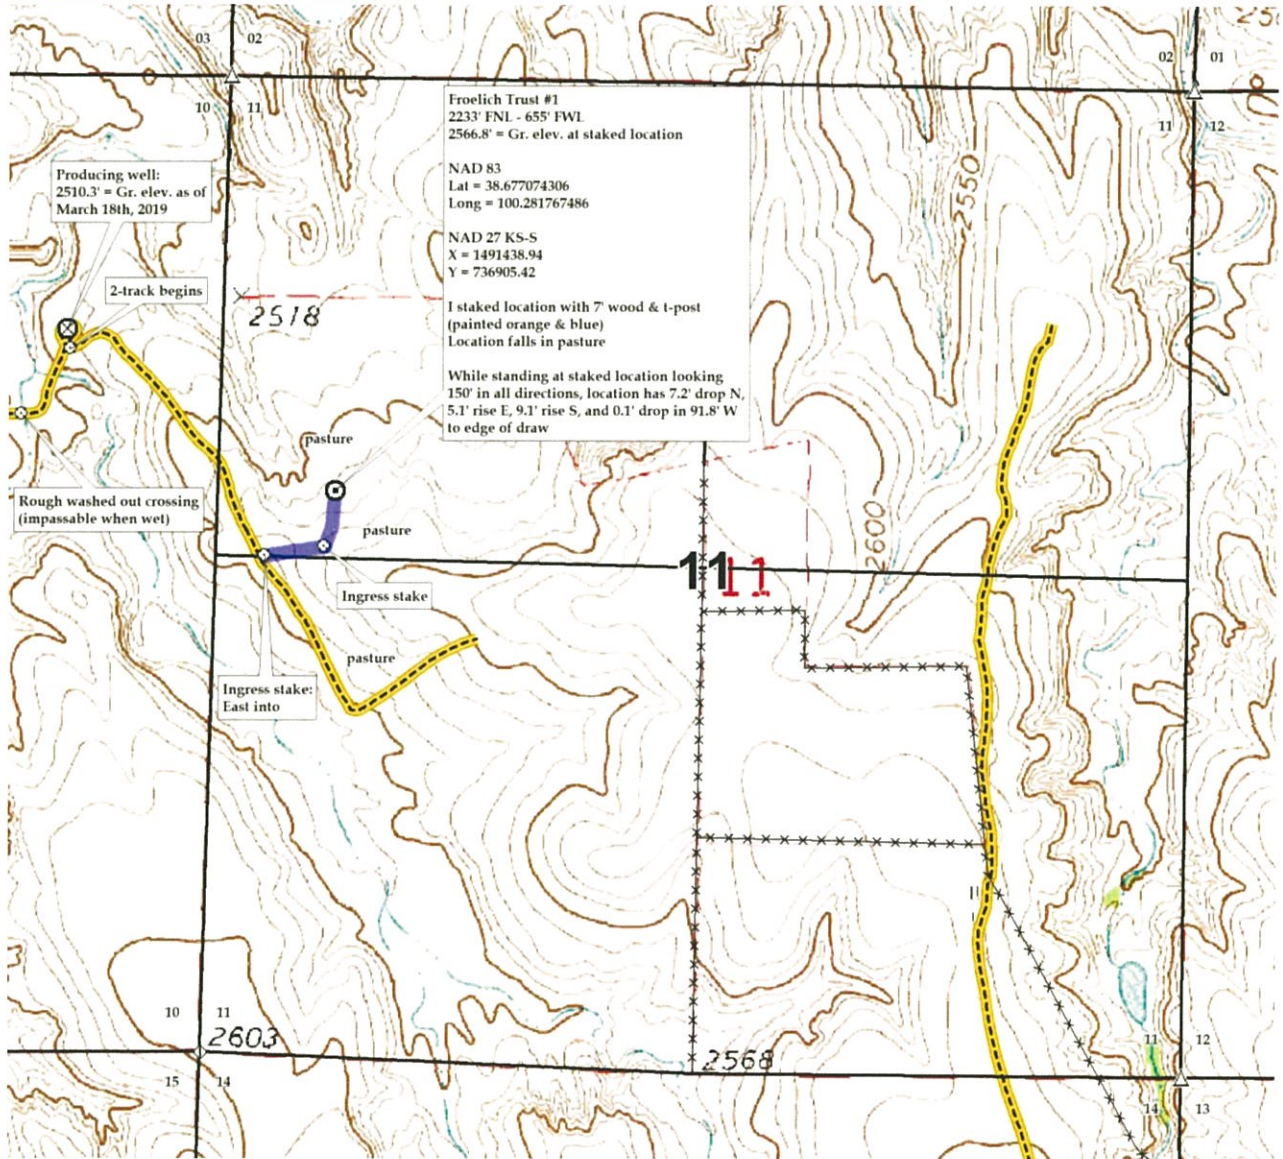 25
03 02
02 01
10 11
11 12
Froelich Trust #1
2233' FNL - 655' FWL
2566.8' = Gr. elev. at staked location
NAD 83
Lat = 38.677074306
Long = 100.281767486
NAD 27 KS-S
X = 1491438.94
Y = 736905.42
I staked location with 7' wood & t-post
(painted orange & blue)
Location falls in pasture
While standing at staked location looking
150' in all directions, location has 7.2' drop N,
5.1' rise E, 9.1' rise S, and 0.1' drop in 91.8' W
to edge of draw
Producing well:
2510.3' = Gr. elev. as of
March 18th, 2019
2-track begins
2550
2518
pasture
Rough washed out crossing
(impassable when wet)
pasture
2600
11
11
Ingress stake
pasture
Ingress stake:
East into
10 11
2603
2568
11 12
15 14
14 13